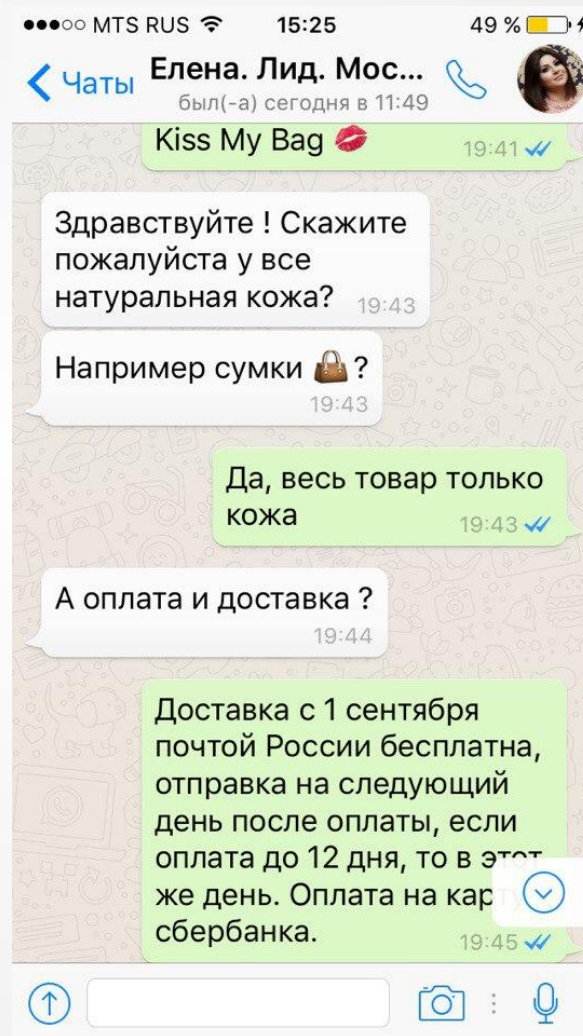 MTS RUS 15:25 49 %
Чаты Елена. Лид. Мос...
был(-а) сегодня в 11:49
Kiss My Bag 💋 19:41
Здравствуйте ! Скажите
пожалуйста у все
натуральная кожа? 19:43
Например сумки 👜?
19:43
Да, весь товар только
кожа 19:43
А оплата и доставка ?
19:44
Доставка с 1 сентября
почтой России бесплатна,
отправка на следующий
день после оплаты, если
оплата до 12 дня, то в этот
же день. Оплата на карту
сбербанка. 19:45